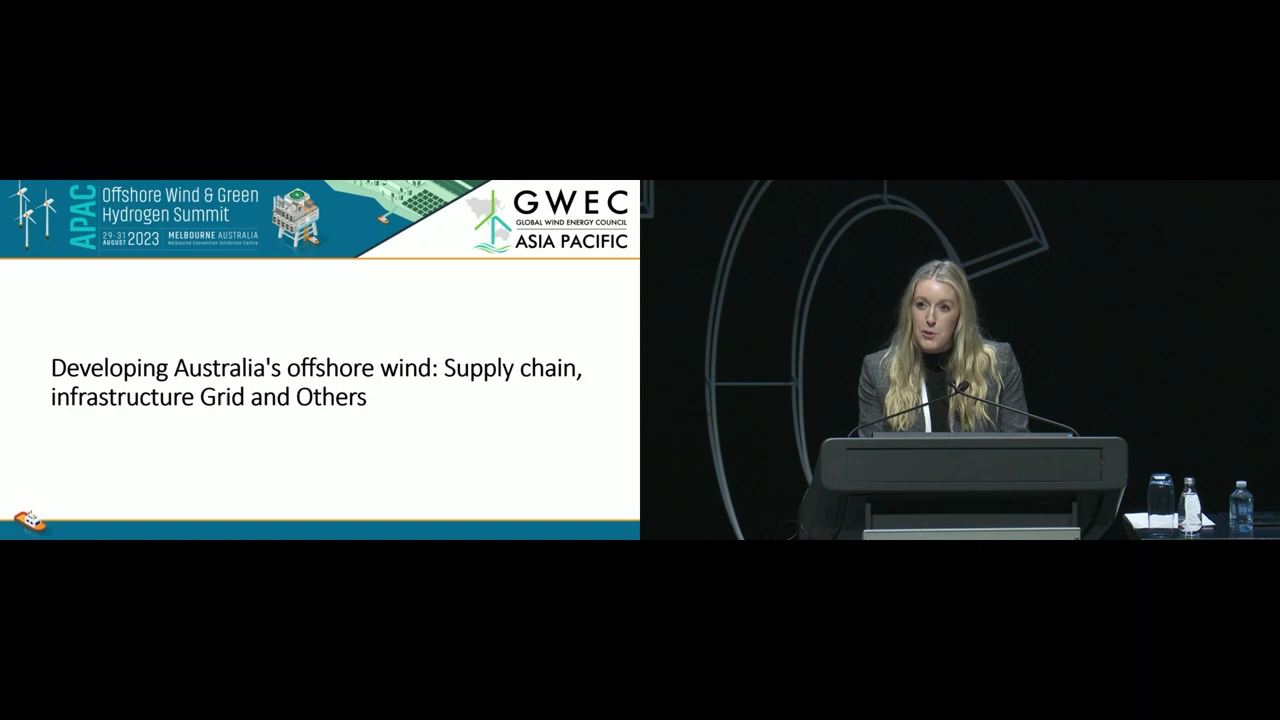 APAC
Offshore Wind & Green
Hydrogen Summit
29-31
AUGUST 2023
MELBOURNE AUSTRALIA
Melbourne Convention Exhibition Centre
GWEC
GLOBAL WIND ENERGY COUNCIL
ASIA PACIFIC
Developing Australia's offshore wind: Supply chain,
infrastructure Grid and Others